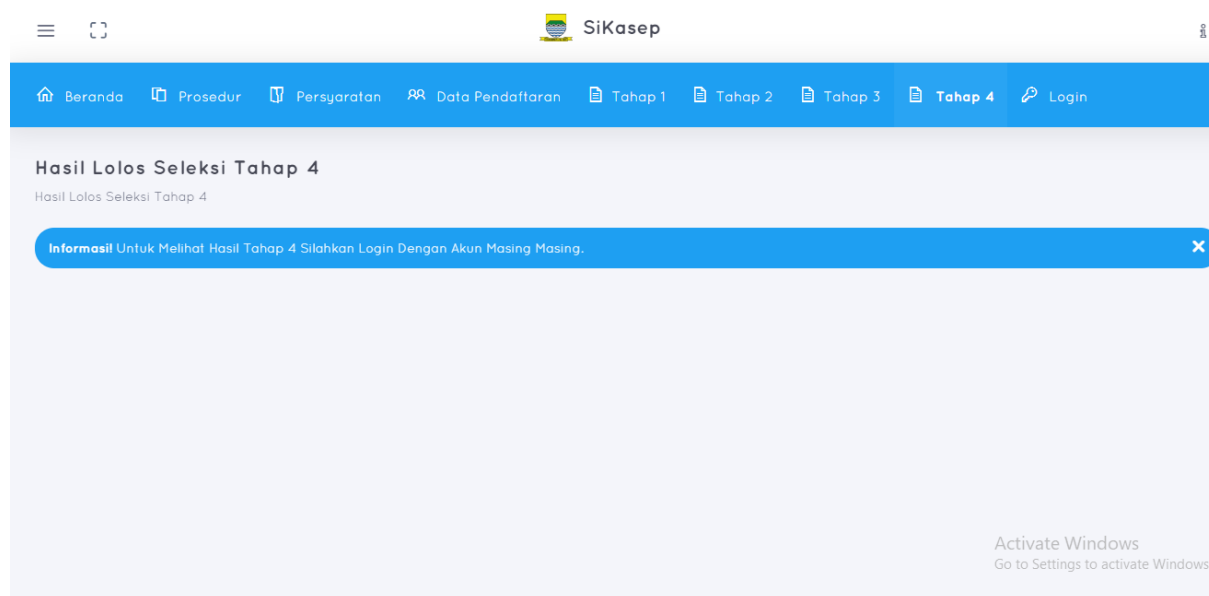 SiKasep
Beranda Prosedur Persyaratan Data Pendaftaran Tahap 1 Tahap 2 Tahap 3 Tahap 4 Login
Hasil Lolos Seleksi Tahap 4
Hasil Lolos Seleksi Tahap 4
Informasi! Untuk Melihat Hasil Tahap 4 Silahkan Login Dengan Akun Masing Masing.
Activate Windows
Go to Settings to activate Windows